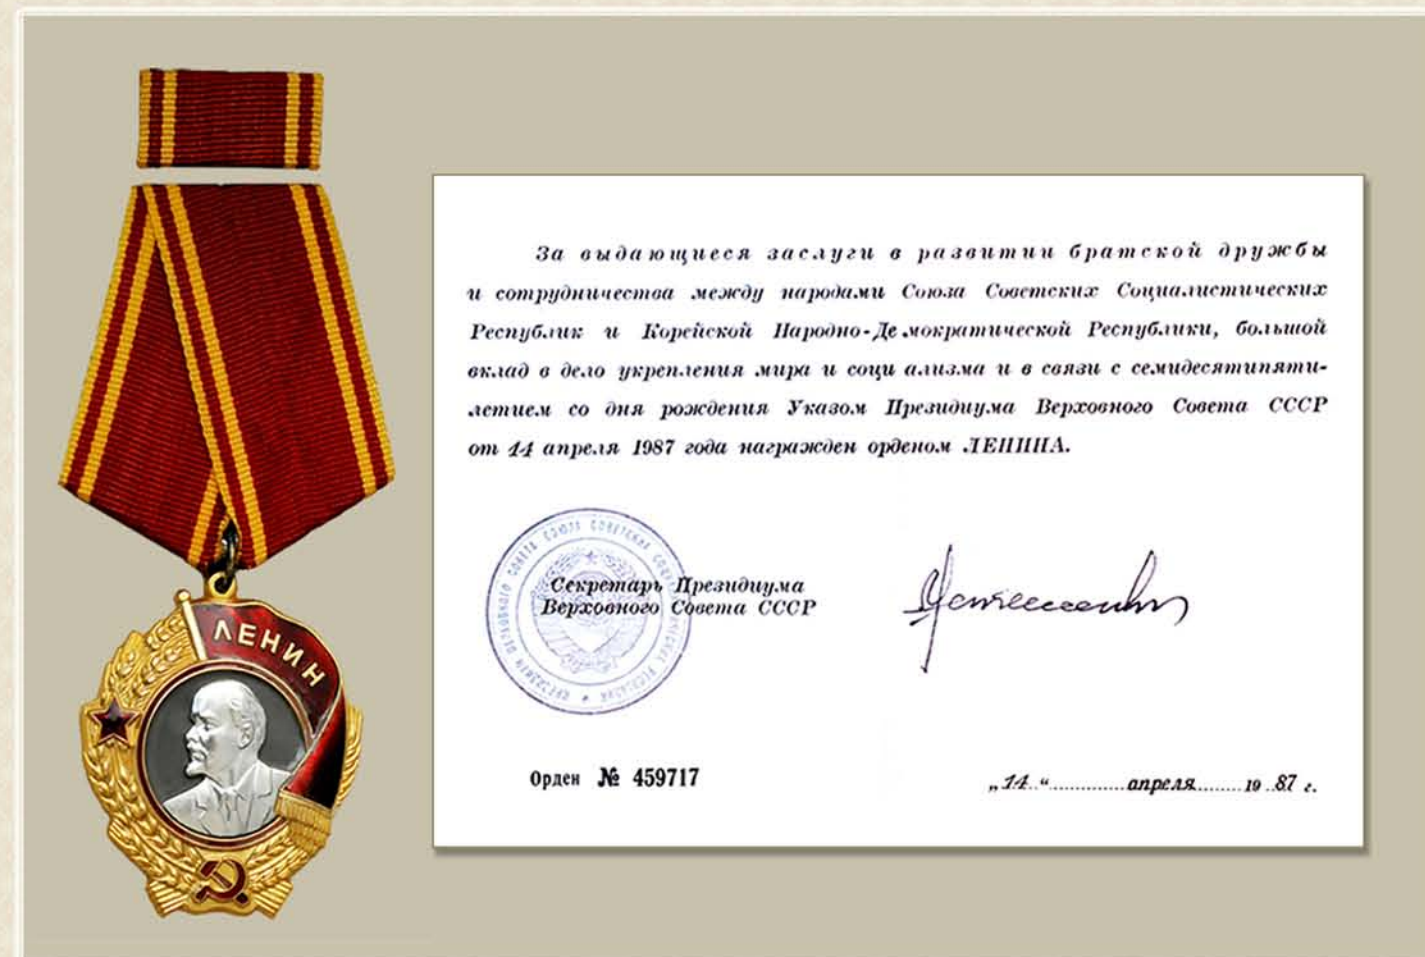 ЛЕНИН
За выдающиеся заслуги в развитии братской дружбы
и сотрудничества между народами Союза Советских Социалистических
Республик и Корейской Народно-Демократической Республики, большой
вклад в дело укрепления мира и социализма и в связи с семидесятипяти-
летием со дня рождения Указом Президиума Верховного Совета СССР
от 14 апреля 1987 года награжден орденом ЛЕНИНА.
Секретарь Президиума
Верховного Совета СССР
Орден № 459717
„14“ апреля 1987 г.